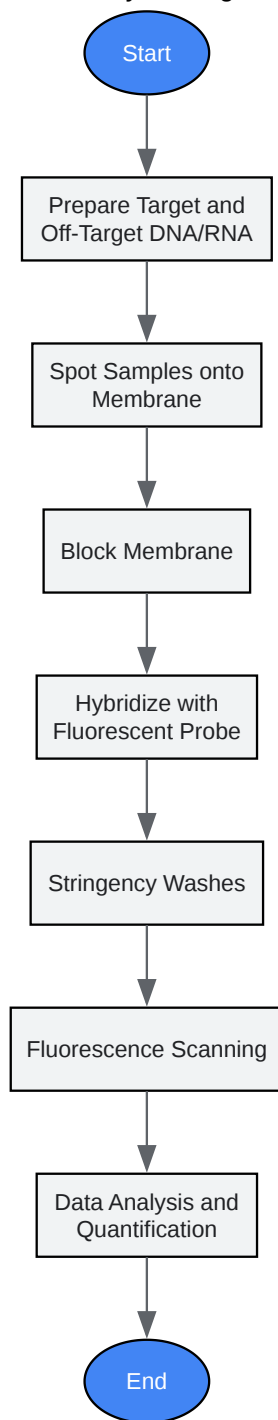 Start
Prepare Target and
Off-Target DNA/RNA
Spot Samples onto
Membrane
Block Membrane
Hybridize with
Fluorescent Probe
Stringency Washes
Fluorescence Scanning
Data Analysis and
Quantification
End